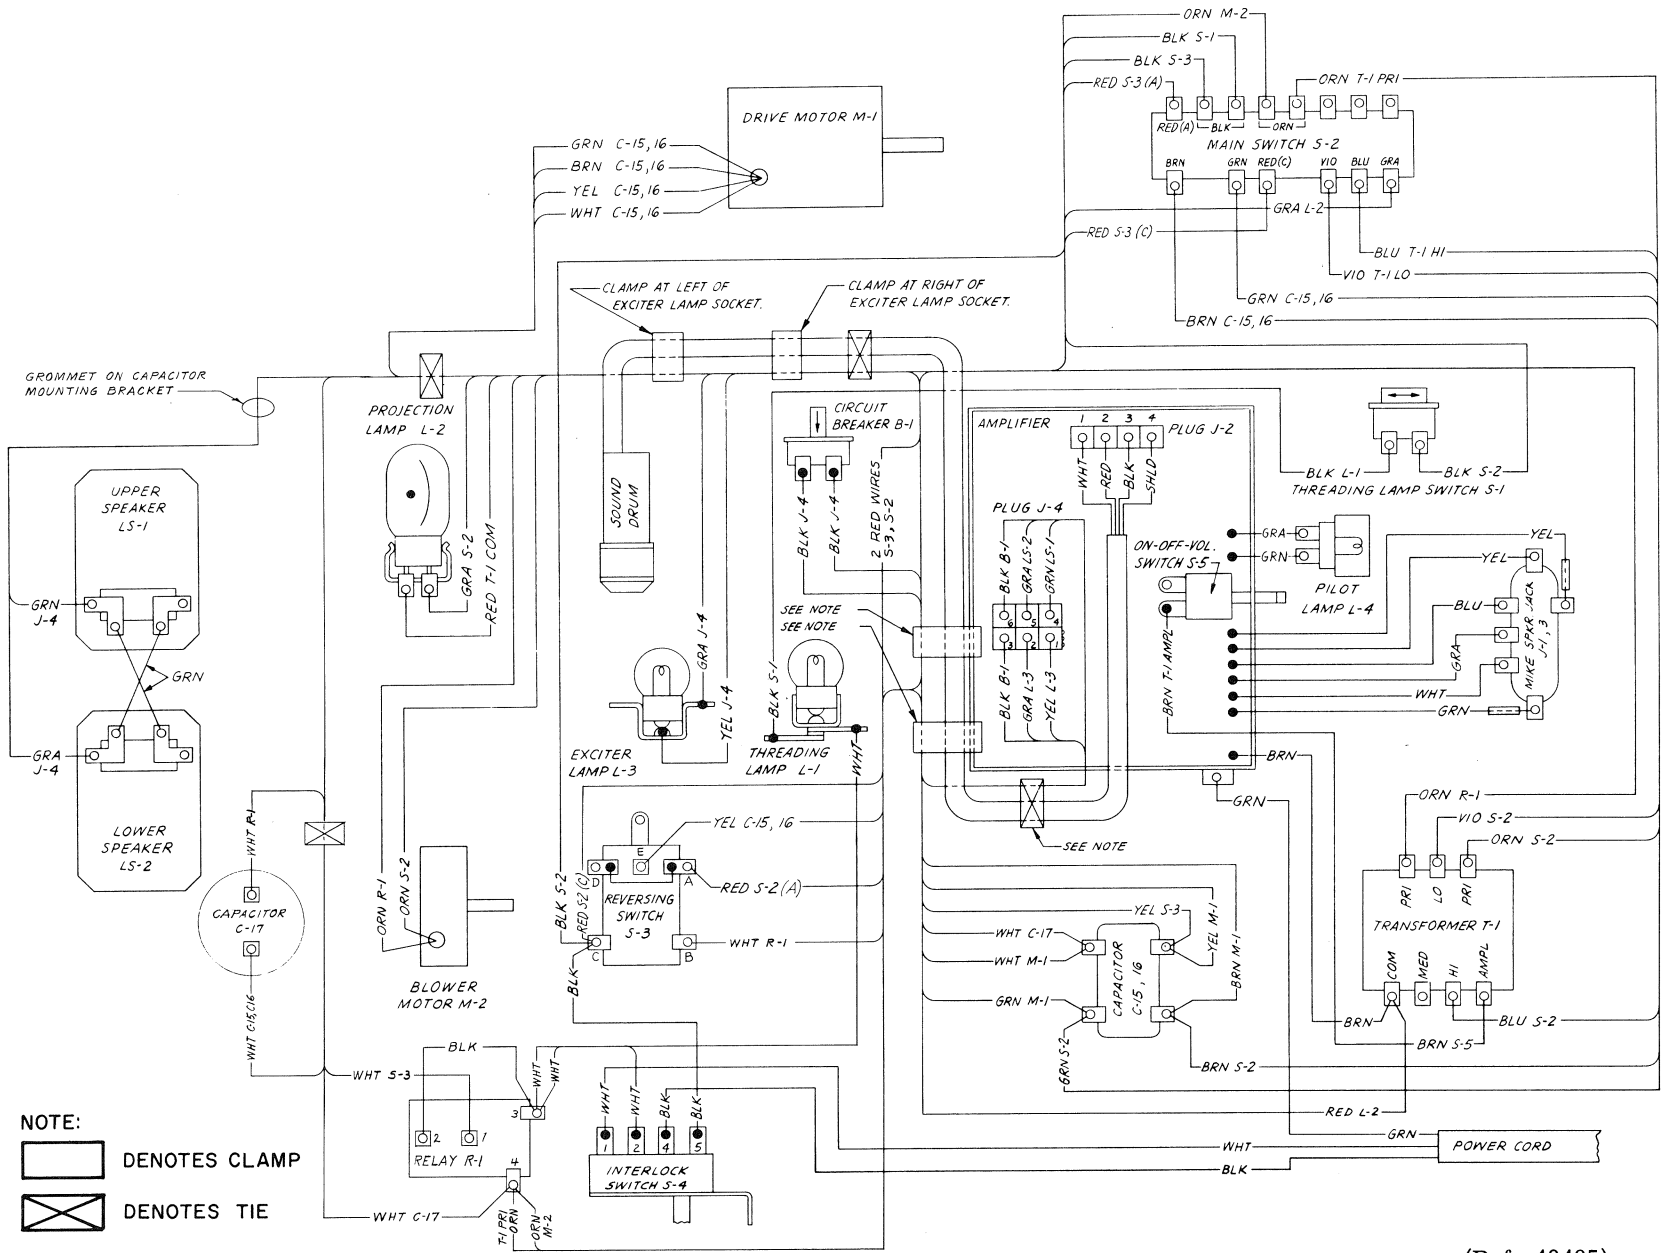 ORN M-2
BLK S-1
BLK S-3
RED S-3 (A)
ORN T-1 PRI
RED(A)
BLK
ORN
MAIN SWITCH S-2
BRN
GRN
RED(C)
VIO
BLU
GRA
GRA L-2
RED S-3 (C)
BLU T-1 HI
VIO T-1 LO
GRN C-15, 16
BRN C-15, 16
DRIVE MOTOR M-1
GRN C-15, 16
BRN C-15, 16
YEL C-15, 16
WHT C-15, 16
CLAMP AT LEFT OF
EXCITER LAMP SOCKET.
CLAMP AT RIGHT OF
EXCITER LAMP SOCKET.
GROMMET ON CAPACITOR
MOUNTING BRACKET
PROJECTION
LAMP L-2
CIRCUIT
BREAKER B-1
AMPLIFIER
1 2 3 4
PLUG J-2
WHT
RED
BLK
SHLD
BLK L-1
BLK S-2
THREADING LAMP SWITCH S-1
UPPER
SPEAKER
LS-1
GRN
J-4
GRN
GRA
J-4
LOWER
SPEAKER
LS-2
GRA S-2
RED T-1 COM
SOUND
DRUM
BLK J-4
BLK J-4
2 RED WIRES
S-3, S-2
PLUG J-4
BLK B-1
GRA LS-2
GRN LS-1
6 5 4
3 2 1
BLK B-1
GRA L-3
YEL L-3
ON-OFF-VOL.
SWITCH S-5
BRN T-1 AMPL
GRA
GRN
PILOT
LAMP L-4
YEL
YEL
BLU
GRA
WHT
GRN
MIKE SPKR JACK
J-1, 3
BRN
GRN
SEE NOTE
SEE NOTE
GRA J-4
YEL J-4
BLK S-1
EXCITER
LAMP L-3
THREADING
LAMP L-1
WHT
SEE NOTE
WHT R-1
CAPACITOR
C-17
WHT C-15,C16
ORN R-1
ORN S-2
BLOWER
MOTOR M-2
BLK S-2
RED S-2 (C)
YEL C-15, 16
E
D
A
RED S-2 (A)
REVERSING
SWITCH
S-3
C
B
WHT R-1
BLK
YEL S-3
YEL M-1
BRN M-1
WHT C-17
WHT M-1
GRN M-1
CAPACITOR
C-15, 16
GRN S-2
BRN S-2
ORN R-1
VIO S-2
ORN S-2
PRI
LO
PRI
TRANSFORMER T-1
COM
MED
HI
AMPL
BRN
BLU S-2
BRN S-5
RED L-2
BLK
WHT S-3
WHT
WHT
3
2
1
RELAY R-1
4
WHT C-17
T-1 PRI
ORN
ORN
M-2
WHT
WHT
BLK
BLK
1 2 4 5
INTERLOCK
SWITCH S-4
GRN
WHT
BLK
POWER CORD
NOTE:
DENOTES CLAMP
DENOTES TIE